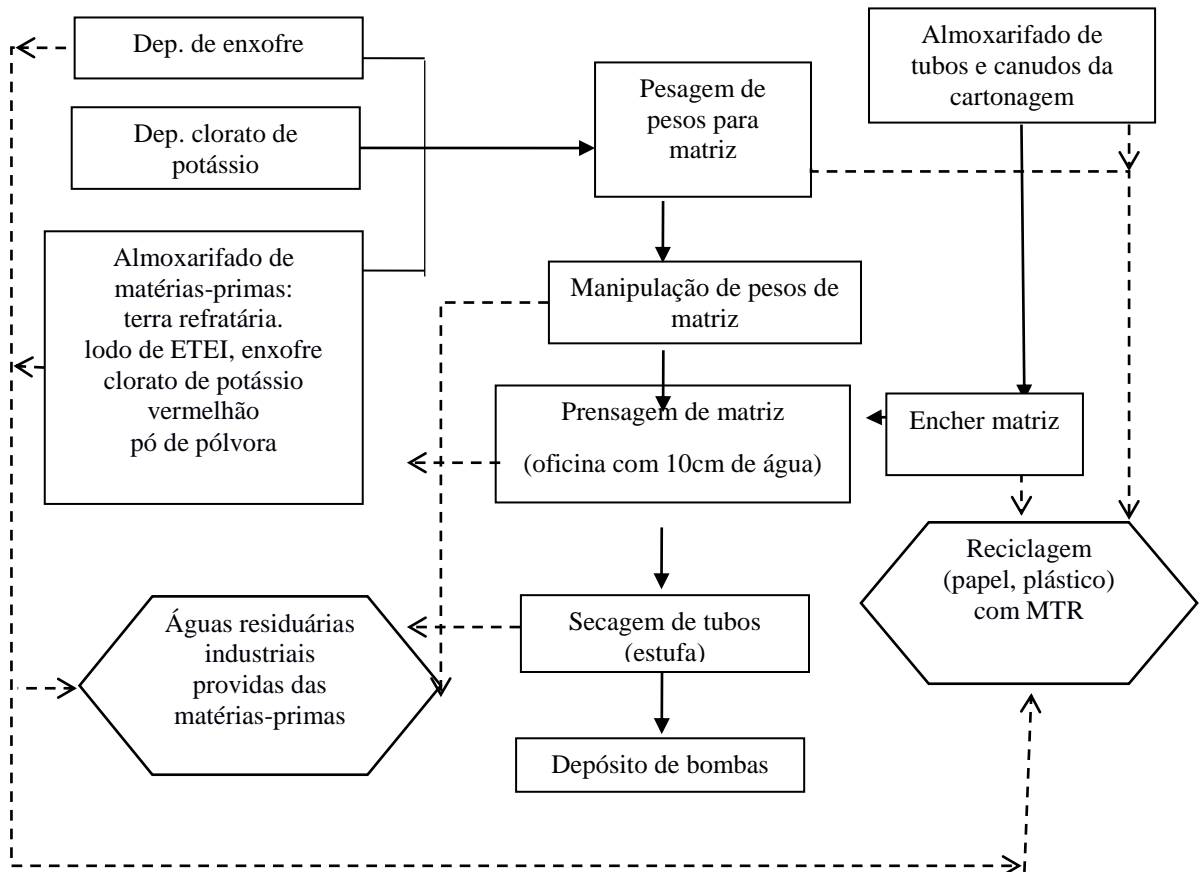 Dep. de enxofre
Dep. clorato de
potássio
Almoxarifado de
matérias-primas:
terra refratária.
lodo de ETEI, enxofre
clorato de potássio
vermelhão
pó de pólvora
Pesagem de
pesos para
matriz
Almoxarifado de
tubos e canudos da
cartonagem
Manipulação de pesos de
matriz
Prensagem de matriz
(oficina com 10cm de água)
Encher matriz
Secagem de tubos
(estufa)
Depósito de bombas
Águas residuárias
industriais
providas das
matérias-primas
Reciclagem
(papel, plástico)
com MTR